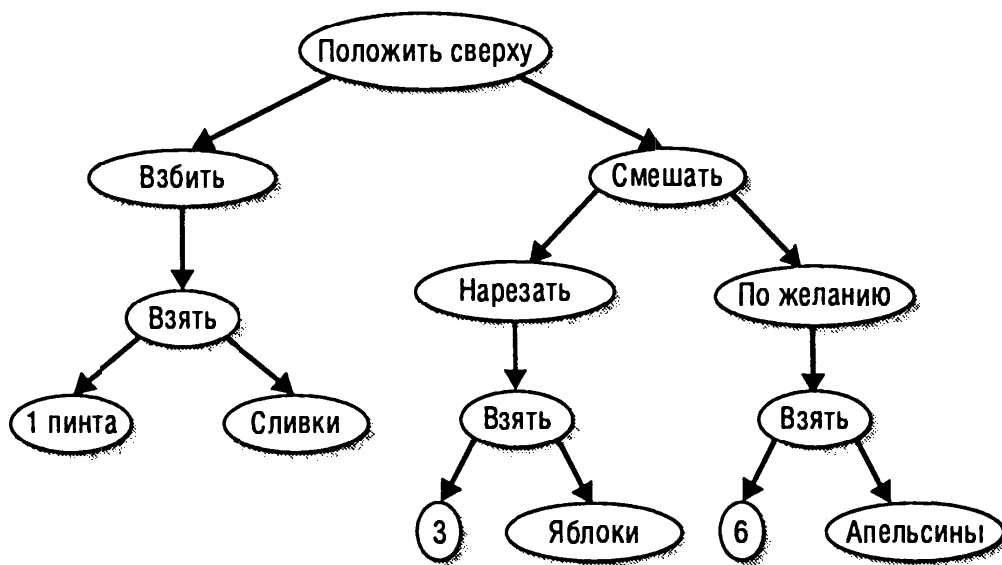 Положить сверху
Взбить
Смешать
Нарезать
По желанию
Взять
1 пинта
Сливки
Взять
Взять
3
Яблоки
6
Апельсины